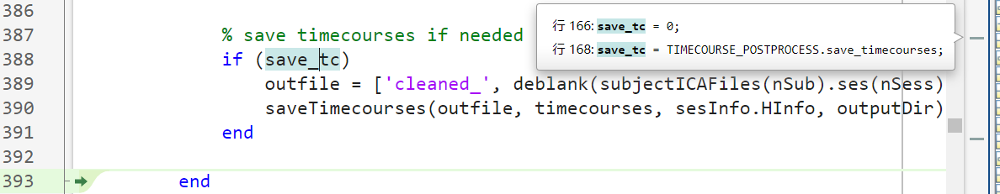 386
387 % save timecourses if needed
行 166: save_tc = 0;
行 168: save_tc = TIMECOURSE_POSTPROCESS.save_timecourses;
388 if (save_tc)
389 outfile = ['cleaned_', deblank(subjectICAFiles(nSub).ses(nSess)
390 saveTimecourses(outfile, timecourses, sesInfo.HInfo, outputDir)
391 end
392
393 end